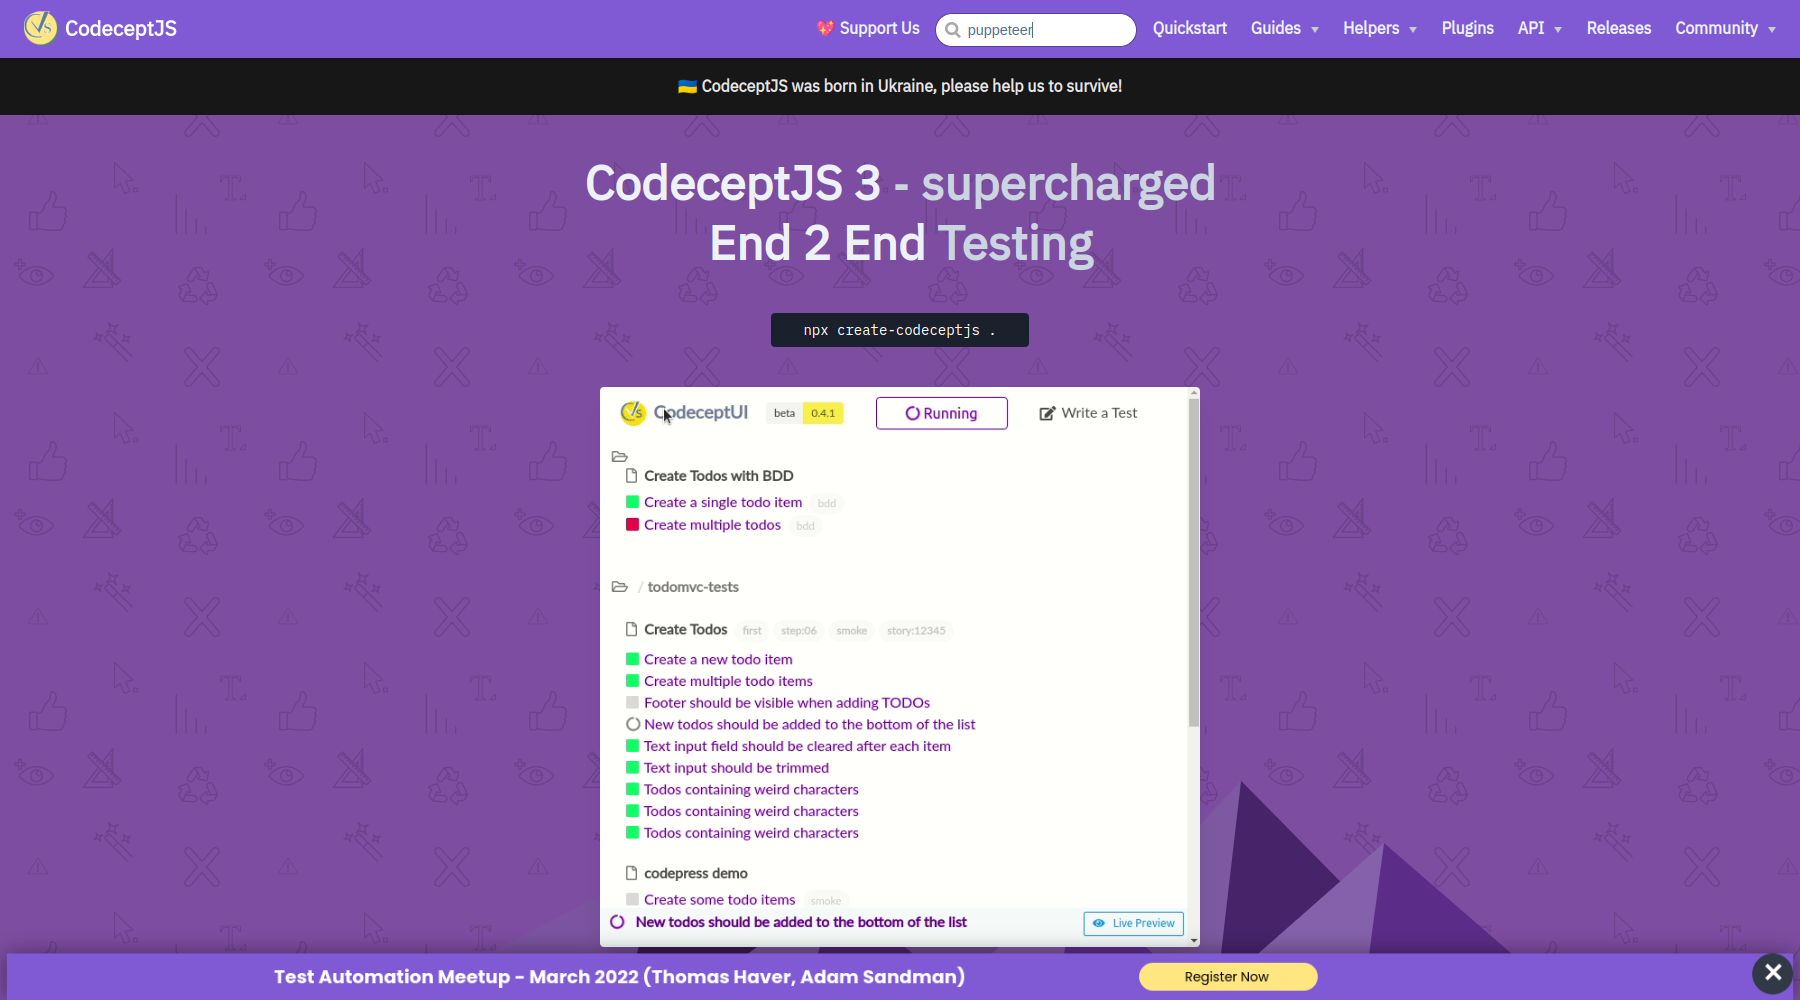 CodeceptJS
💖 Support Us
puppeteer
Quickstart
Guides
Helpers
Plugins
API
Releases
Community
🇺🇦 CodeceptJS was born in Ukraine, please help us to survive!
CodeceptJS 3 - supercharged
End 2 End Testing
npx create-codeceptjs .
CodeceptUI beta 0.4.1 Running Write a Test
Create Todos with BDD
Create a single todo item bdd
Create multiple todos bdd
/ todomvc-tests
Create Todos first step:06 smoke story:12345
Create a new todo item
Create multiple todo items
Footer should be visible when adding TODOs
New todos should be added to the bottom of the list
Text input field should be cleared after each item
Text input should be trimmed
Todos containing weird characters
Todos containing weird characters
Todos containing weird characters
codepress demo
Create some todo items smoke
New todos should be added to the bottom of the list Live Preview
Test Automation Meetup - March 2022 (Thomas Haver, Adam Sandman) Register Now